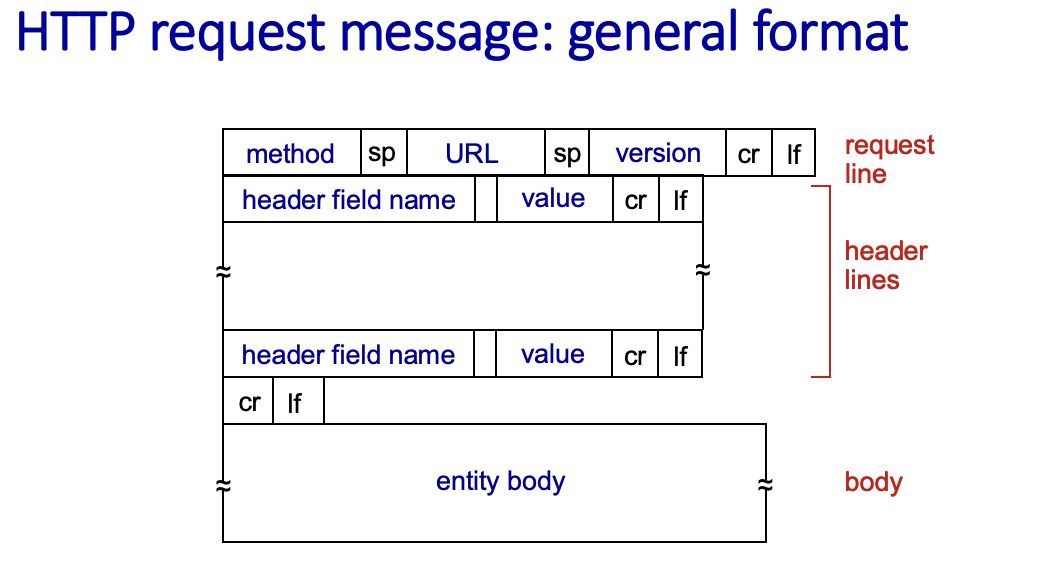 HTTP request message: general format
method sp URL sp version cr lf
request
line
header field name value cr lf
header
lines
≈ ≈
header field name value cr lf
cr lf
entity body
≈ ≈
body